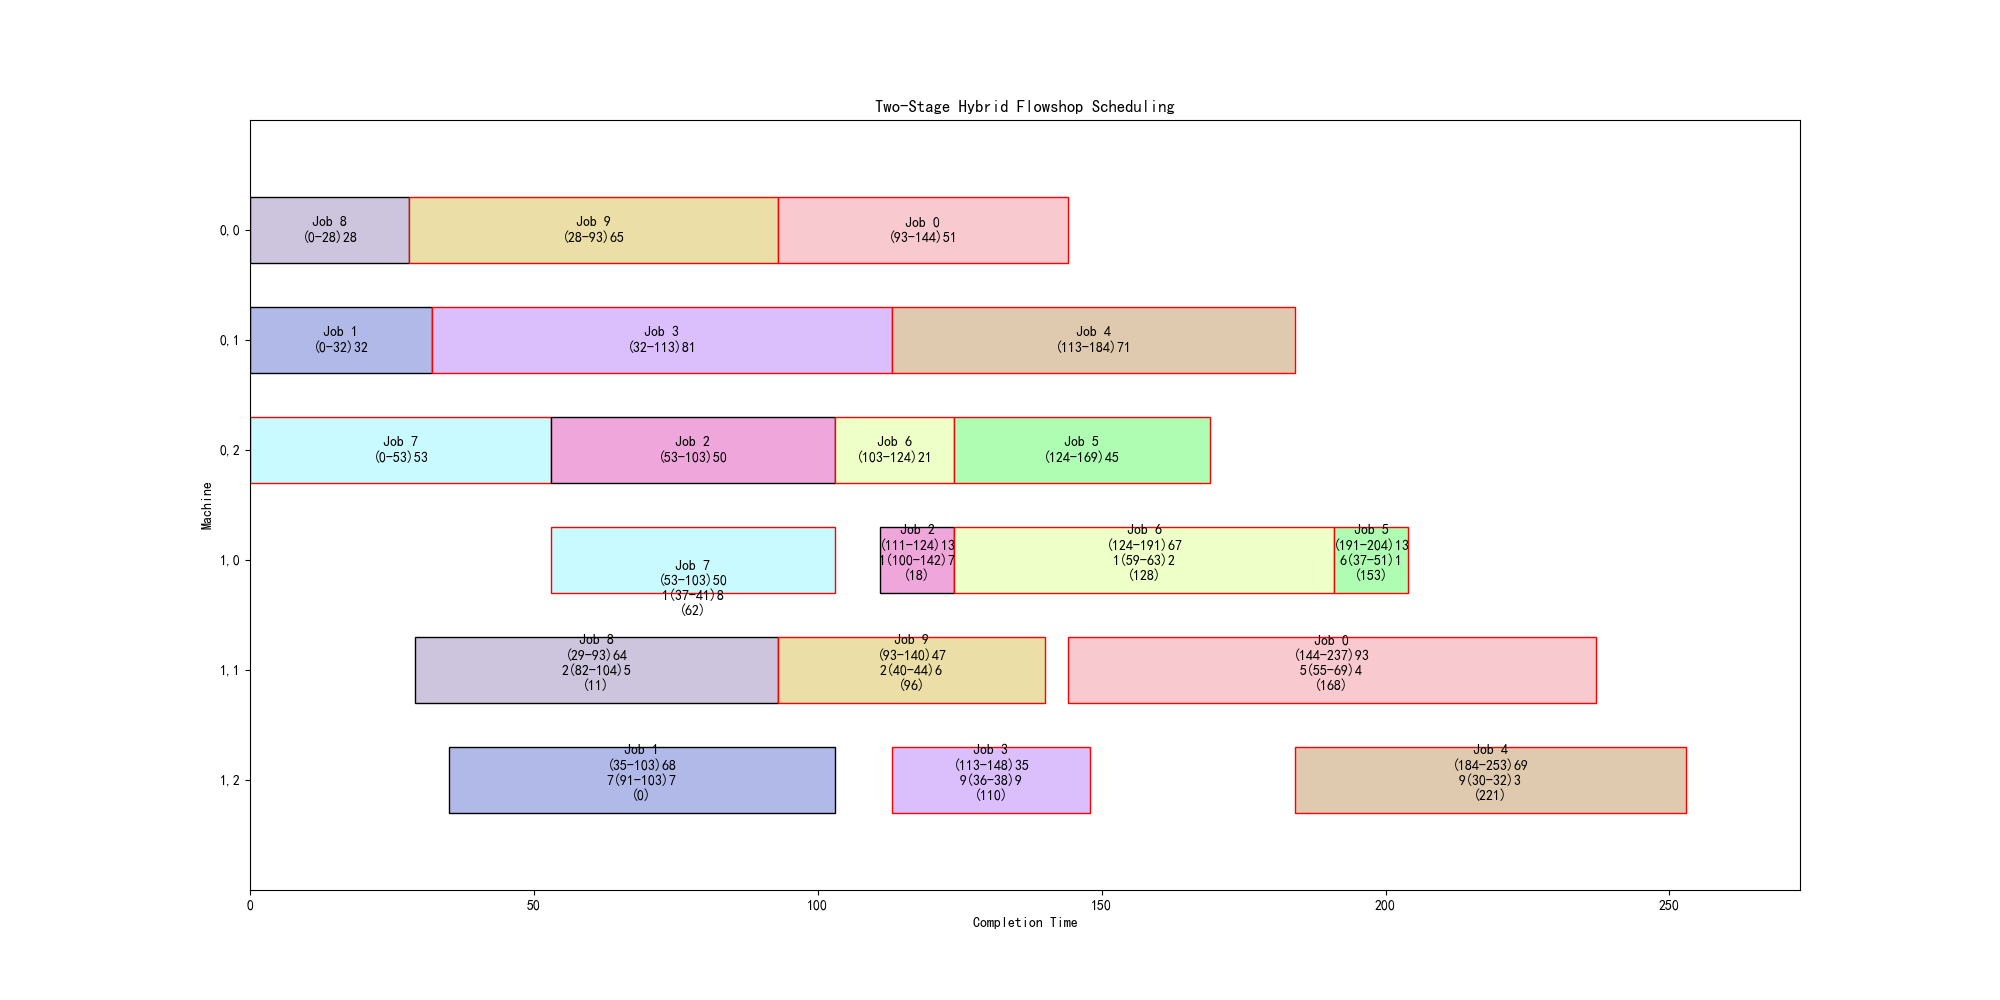 Two-Stage Hybrid Flowshop Scheduling
Machine
0,0
Job 8
(0-28)28
Job 9
(28-93)65
Job 0
(93-144)51
0,1
Job 1
(0-32)32
Job 3
(32-113)81
Job 4
(113-184)71
0,2
Job 7
(0-53)53
Job 2
(53-103)50
Job 6
(103-124)21
Job 5
(124-169)45
1,0
Job 7
(53-103)50
1(37-41)8
(62)
Job 2
(111-124)13
1(100-142)7
(18)
Job 6
(124-191)67
1(59-63)2
(128)
Job 5
(191-204)13
6(37-51)1
(153)
1,1
Job 8
(29-93)64
2(82-104)5
(11)
Job 9
(93-140)47
2(40-44)6
(96)
Job 0
(144-237)93
5(55-69)4
(168)
1,2
Job 1
(35-103)68
7(91-103)7
(0)
Job 3
(113-148)35
9(36-38)9
(110)
Job 4
(184-253)69
9(30-32)3
(221)
0
50
100
150
200
250
Completion Time